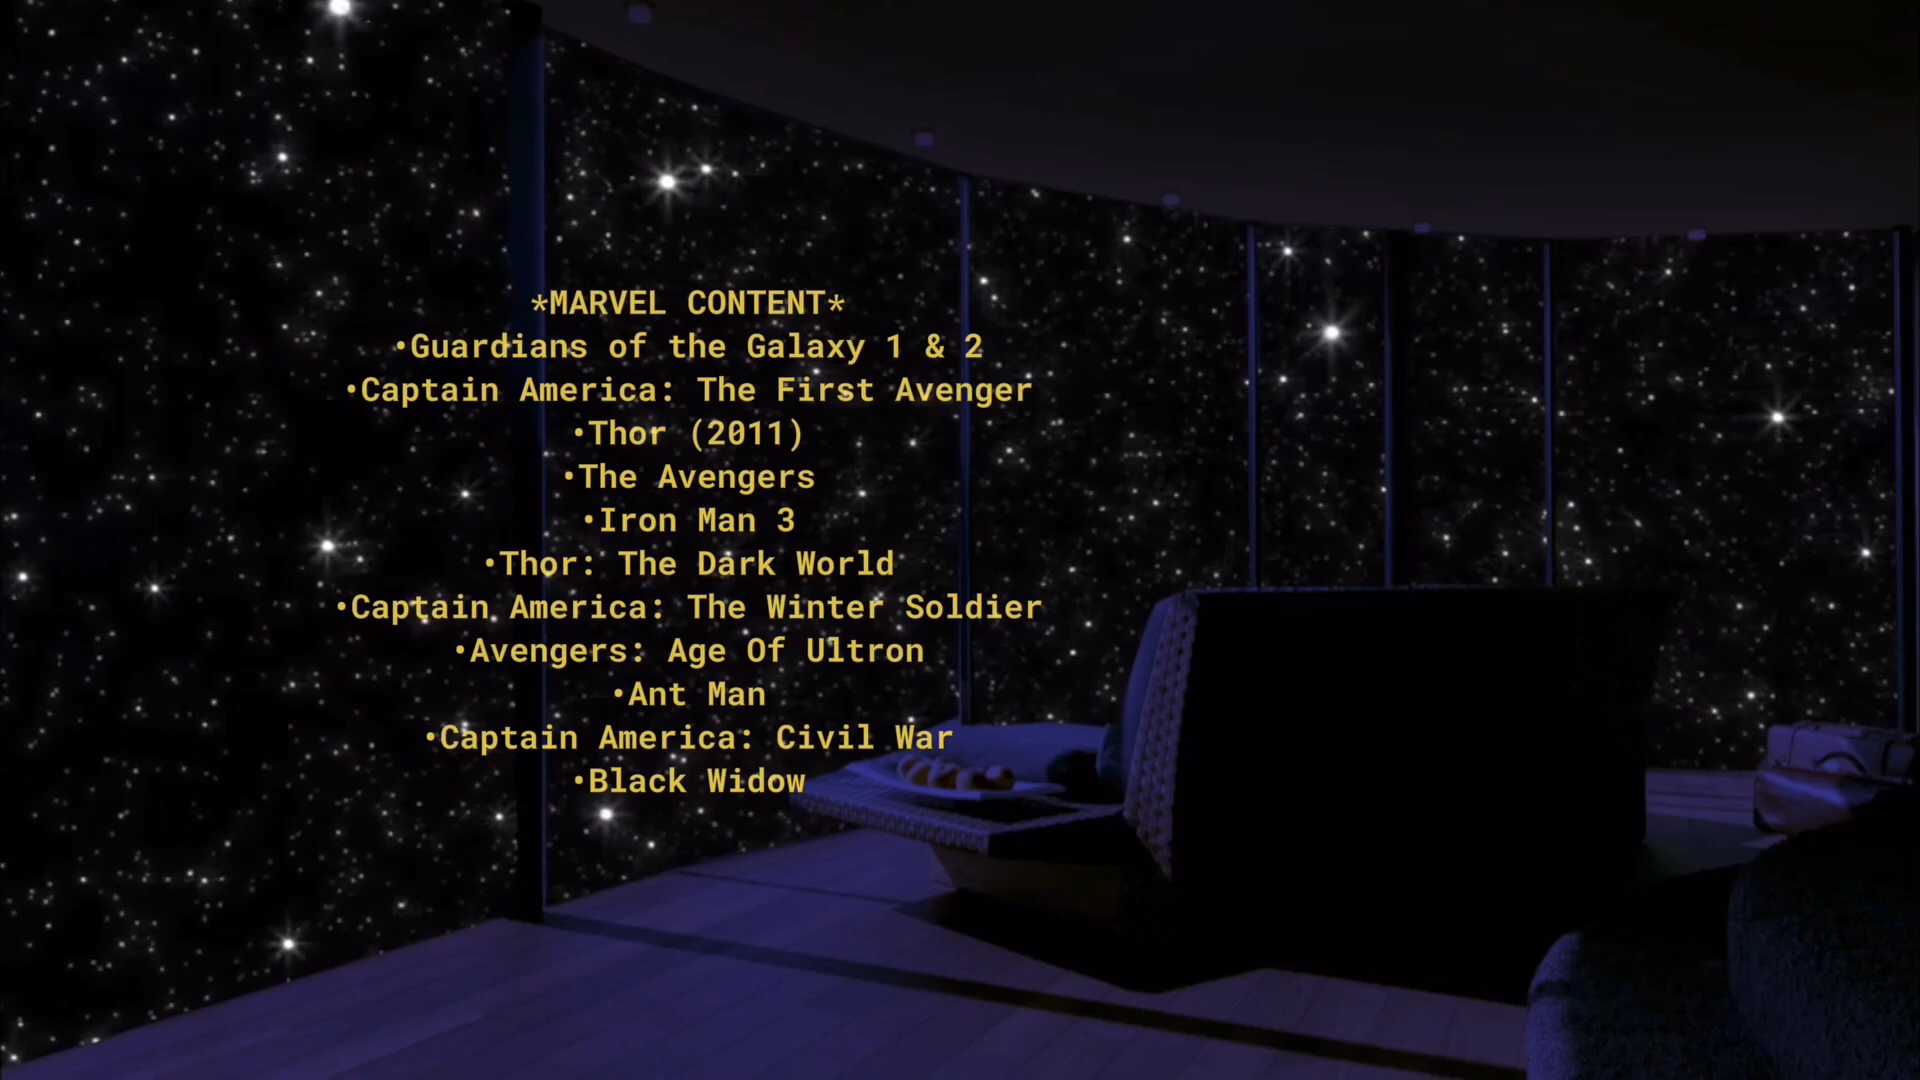 *MARVEL CONTENT*
•Guardians of the Galaxy 1 & 2
•Captain America: The First Avenger
•Thor (2011)
•The Avengers
•Iron Man 3
•Thor: The Dark World
•Captain America: The Winter Soldier
•Avengers: Age Of Ultron
•Ant Man
•Captain America: Civil War
•Black Widow